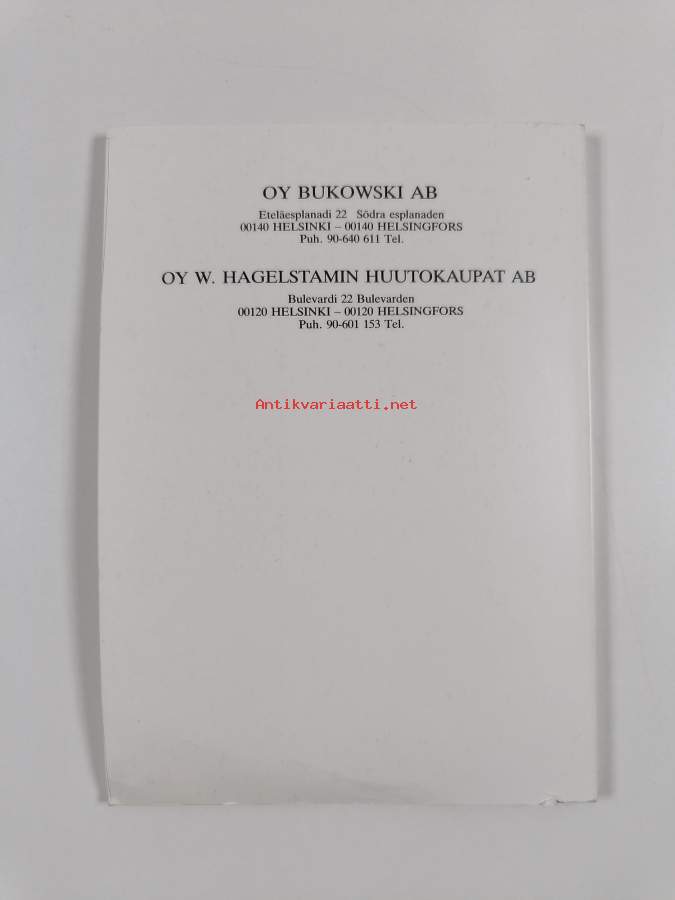 OY BUKOWSKI AB
Eteläesplanadi 22 Södra esplanaden
00140 HELSINKI – 00140 HELSINGFORS
Puh. 90-640 611 Tel.
OY W. HAGELSTAMIN HUUTOKAUPAT AB
Bulevardi 22 Bulevarden
00120 HELSINKI – 00120 HELSINGFORS
Puh. 90-601 153 Tel.
Antikvariaatti.net